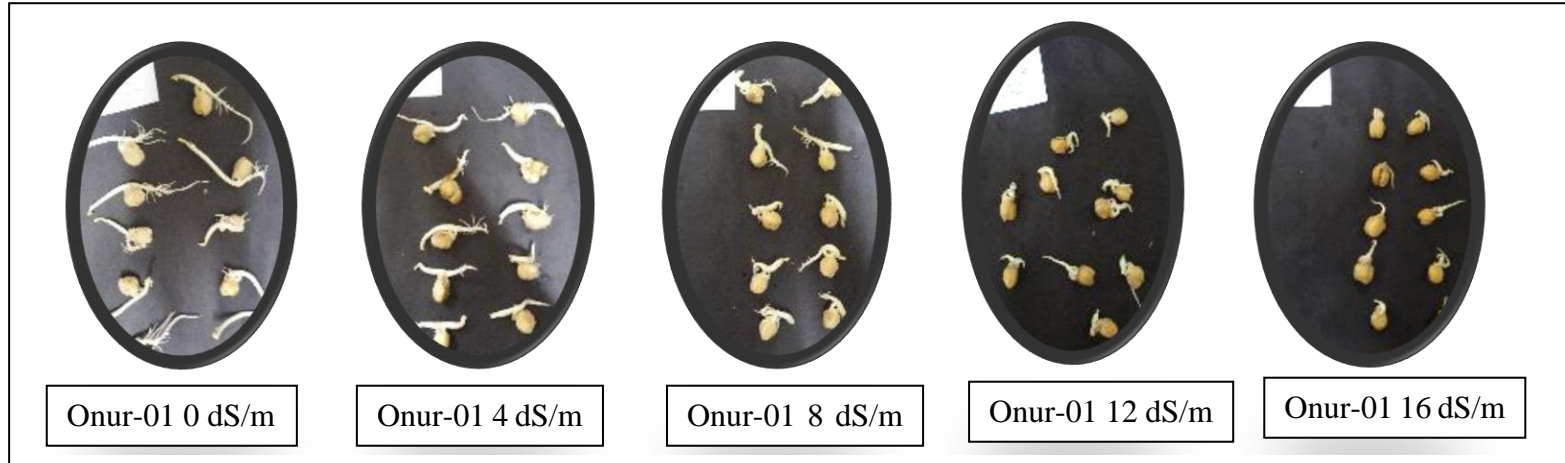 Onur-01 0 dS/m
Onur-01 4 dS/m
Onur-01 8 dS/m
Onur-01 12 dS/m
Onur-01 16 dS/m